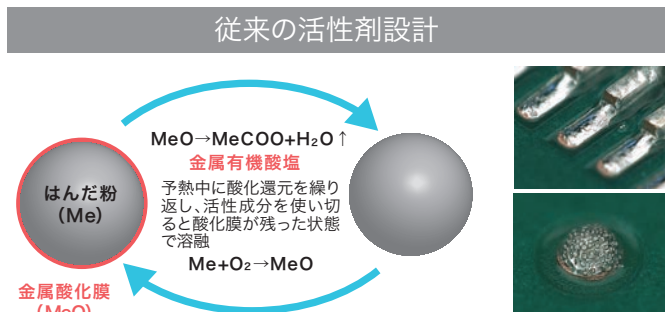 従来の活性剤設計
MeO→MeCOO+H₂O↑
金属有機酸塩
はんだ粉
(Me)
予熱中に酸化還元を繰り
返し、活性成分を使い切
ると酸化膜が残った状態
で溶融
Me+O₂→MeO
金属酸化膜
(MeO)